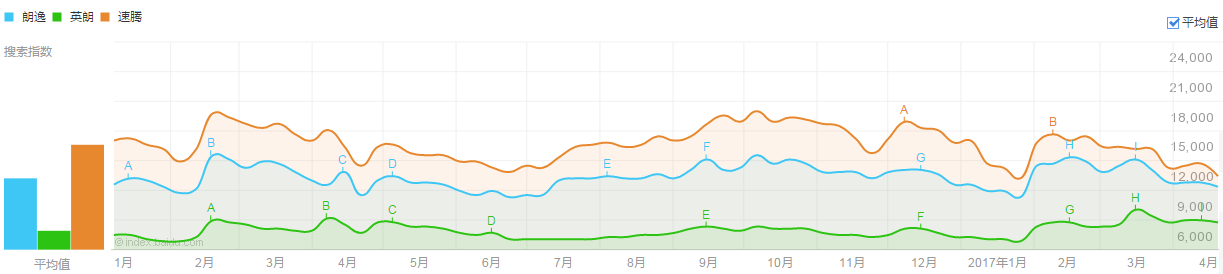 朗逸 英朗 速腾
平均值
搜索指数
24,000
21,000
18,000
15,000
12,000
9,000
6,000
A B C D E F G H I
A B
A B C D E F G H I
© index.baidu.com
平均值
1月 2月 3月 4月 5月 6月 7月 8月 9月 10月 11月 12月 2017年1月 2月 3月 4月